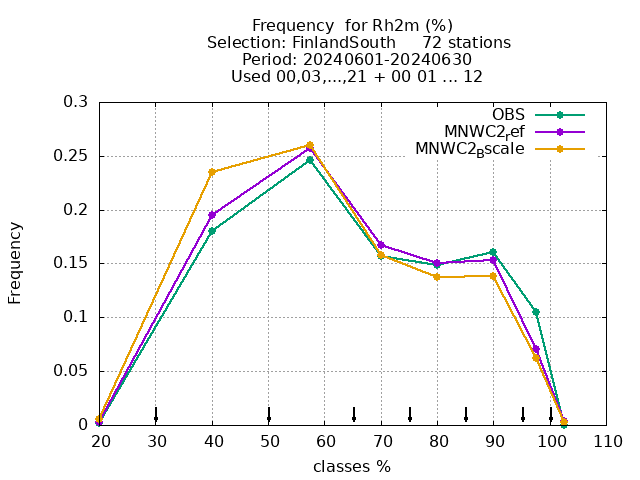 Frequency  for Rh2m (%)
Selection: FinlandSouth     72 stations
Period: 20240601-20240630
Used 00,03,...,21 + 00 01 ... 12
0.3
0.25
0.2
0.15
0.1
0.05
0
Frequency
OBS
MNWC2ref
MNWC2Bscale
20 30 40 50 60 70 80 90 100 110
classes %